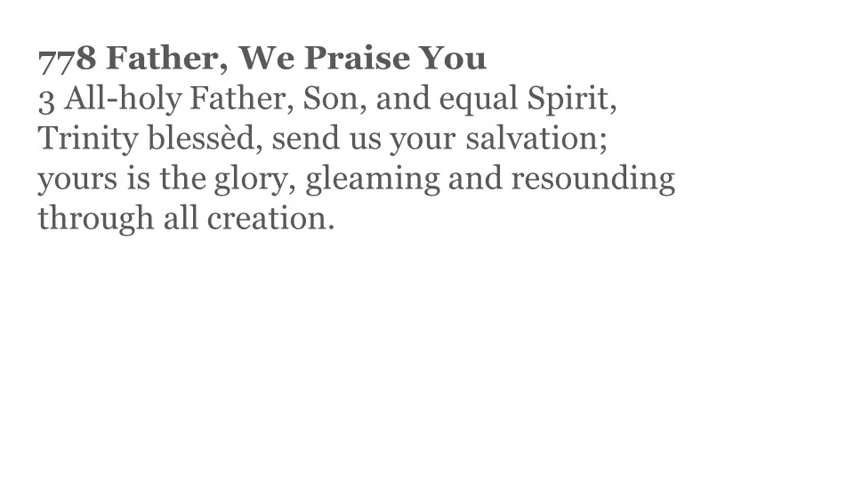 778 Father, We Praise You
3 All-holy Father, Son, and equal Spirit,
Trinity blessèd, send us your salvation;
yours is the glory, gleaming and resounding
through all creation.